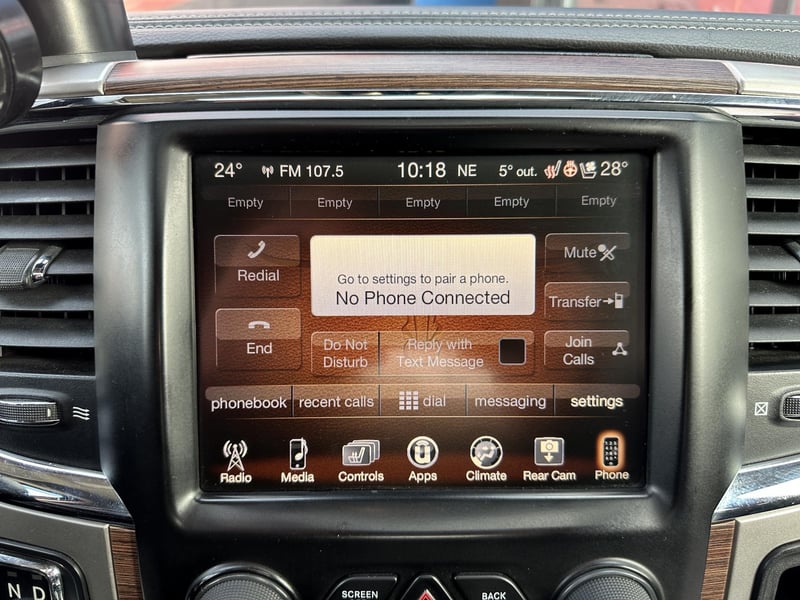 24° FM 107.5 10:18 NE 5° out. 28°
Empty Empty Empty Empty Empty
Redial
Go to settings to pair a phone.
No Phone Connected
Mute
Transfer
End
Do Not
Disturb
Reply with
Text Message
Join
Calls
phonebook recent calls dial messaging settings
Radio Media Controls Apps Climate Rear Cam Phone
N D
SCREEN
BACK